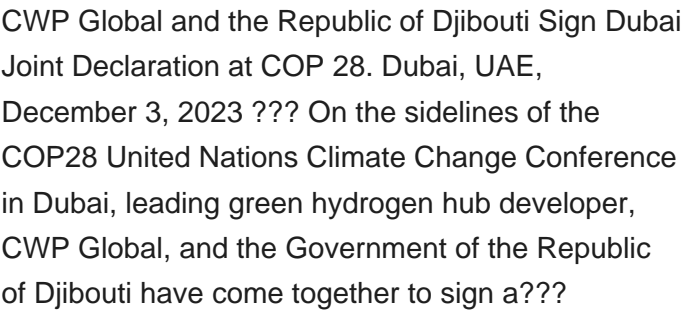 CWP Global and the Republic of Djibouti Sign Dubai
Joint Declaration at COP 28. Dubai, UAE,
December 3, 2023 ??? On the sidelines of the
COP28 United Nations Climate Change Conference
in Dubai, leading green hydrogen hub developer,
CWP Global, and the Government of the Republic
of Djibouti have come together to sign a???